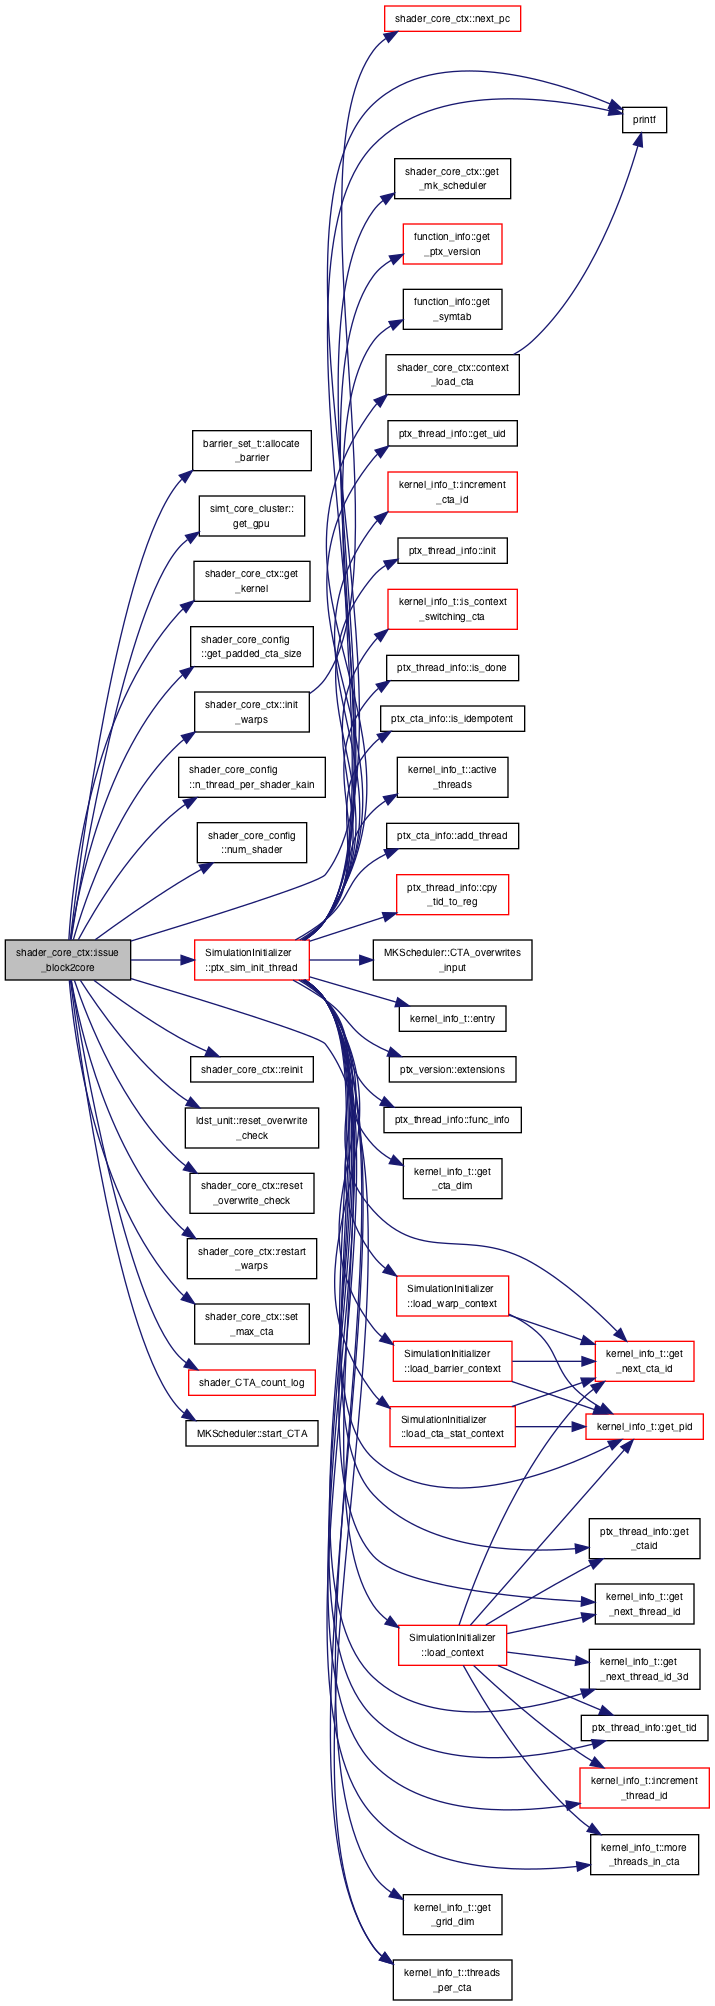 shader_core_ctx::next_pc
printf
shader_core_ctx::get
_mk_scheduler
function_info::get
_ptx_version
function_info::get
_symtab
shader_core_ctx::context
_load_cta
ptx_thread_info::get_uid
barrier_set_t::allocate
_barrier
kernel_info_t::increment
_cta_id
simt_core_cluster::
get_gpu
ptx_thread_info::init
shader_core_ctx::get
_kernel
kernel_info_t::is_context
_switching_cta
shader_core_config
::get_padded_cta_size
ptx_thread_info::is_done
shader_core_ctx::init
_warps
ptx_cta_info::is_idempotent
shader_core_config
::n_thread_per_shader_kain
kernel_info_t::active
_threads
shader_core_config
::num_shader
ptx_cta_info::add_thread
ptx_thread_info::cpy
_tid_to_reg
shader_core_ctx::issue
_block2core
SimulationInitializer
::ptx_sim_init_thread
MKScheduler::CTA_overwrites
_input
kernel_info_t::entry
shader_core_ctx::reinit
ptx_version::extensions
ldst_unit::reset_overwrite
_check
ptx_thread_info::func_info
shader_core_ctx::reset
_overwrite_check
kernel_info_t::get
_cta_dim
shader_core_ctx::restart
_warps
SimulationInitializer
::load_warp_context
shader_core_ctx::set
_max_cta
SimulationInitializer
::load_barrier_context
kernel_info_t::get
_next_cta_id
shader_CTA_count_log
SimulationInitializer
::load_cta_stat_context
kernel_info_t::get_pid
MKScheduler::start_CTA
ptx_thread_info::get
_ctaid
kernel_info_t::get
_next_thread_id
SimulationInitializer
::load_context
kernel_info_t::get
_next_thread_id_3d
ptx_thread_info::get_tid
kernel_info_t::increment
_thread_id
kernel_info_t::more
_threads_in_cta
kernel_info_t::get
_grid_dim
kernel_info_t::threads
_per_cta